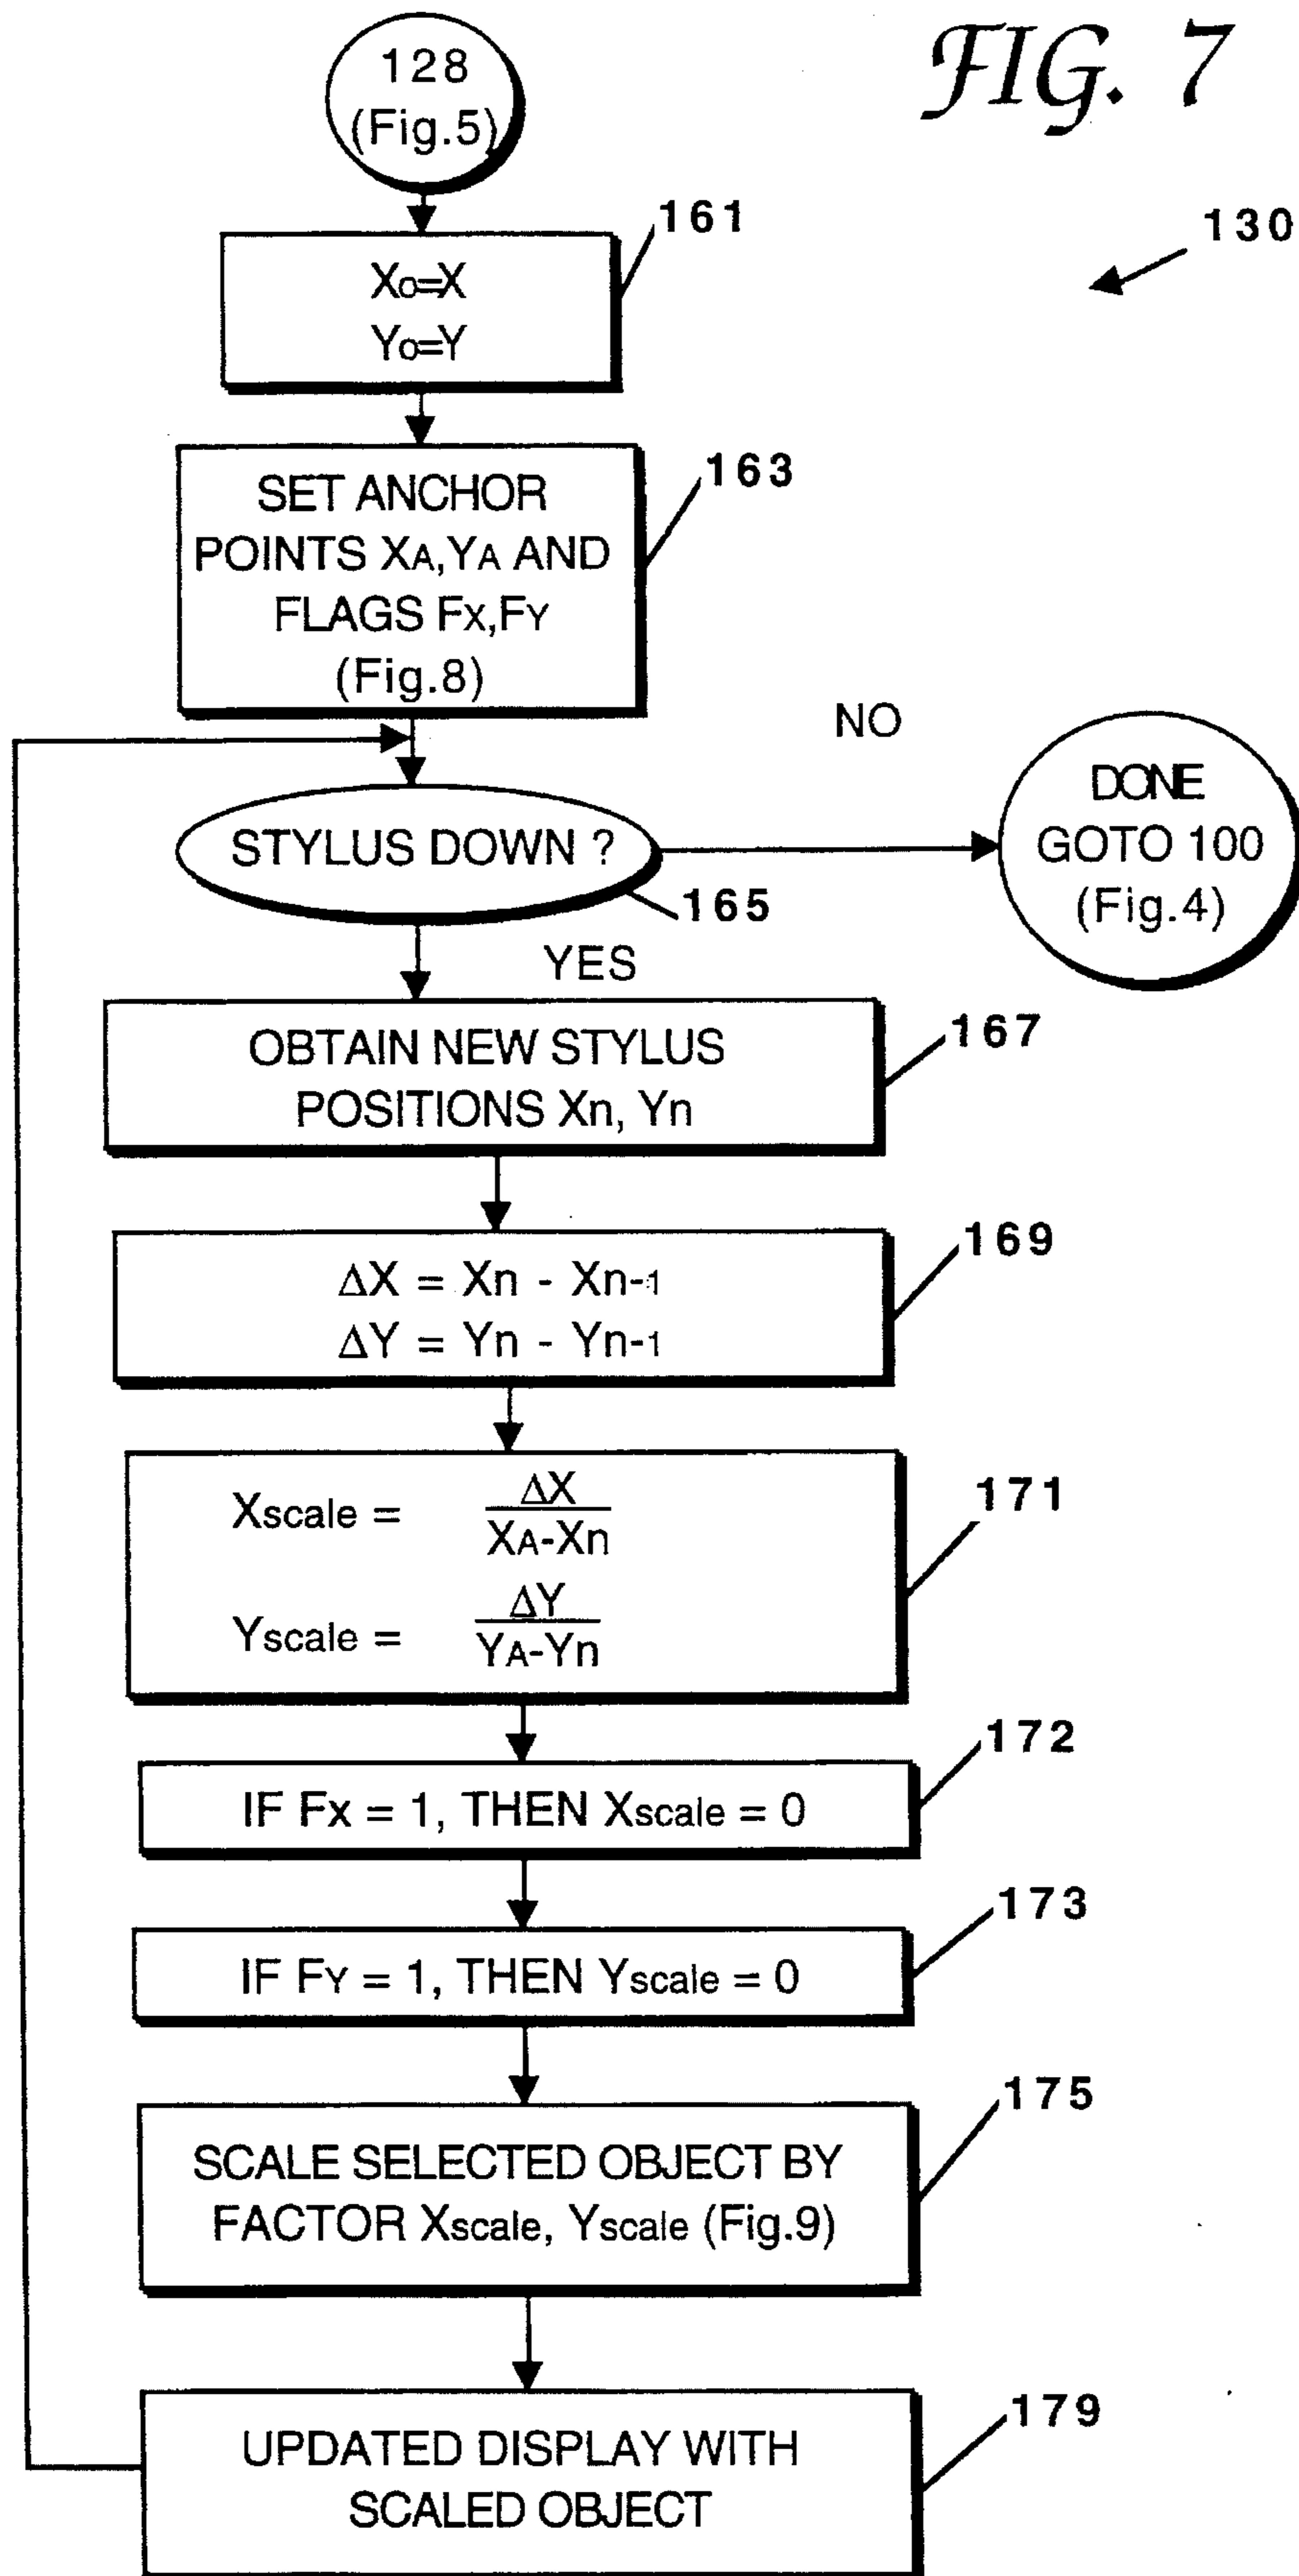 FIG. 7
128
(Fig.5)
161
130
Xo=X
Yo=Y
163
SET ANCHOR
POINTS XA,YA AND
FLAGS FX,FY
(Fig.8)
NO
DONE
GOTO 100
(Fig.4)
STYLUS DOWN ?
165
YES
167
OBTAIN NEW STYLUS
POSITIONS Xn, Yn
169
ΔX = Xn - Xn-1
ΔY = Yn - Yn-1
171
Xscale = ΔX
XA-Xn
Yscale = ΔY
YA-Yn
172
IF FX = 1, THEN Xscale = 0
173
IF FY = 1, THEN Yscale = 0
175
SCALE SELECTED OBJECT BY
FACTOR Xscale, Yscale (Fig.9)
179
UPDATED DISPLAY WITH
SCALED OBJECT